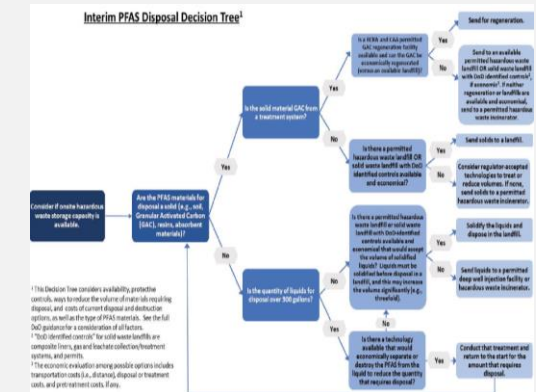 Interim PFAS Disposal Decision Tree¹
Send for regeneration.
Is a RCRA and CAA permitted
GAC regeneration facility
available and can the GAC be
economically regenerated
(versus an available landfill)?
Yes
No
Send to an available
permitted hazardous waste
landfill OR solid waste landfill
with DoD identified controls²,
if economic³. If neither
regeneration or landfills are
available and economical,
send to a permitted hazardous
waste incinerator.
Yes
Is the solid material GAC from
a treatment system?
No
Is there a permitted
hazardous waste landfill OR
solid waste landfill with DoD
identified controls available
and economical?
Yes
Send solids to a landfill.
No
Consider regulator-accepted
technologies to treat or
reduce volumes. If none,
send solids to a permitted
hazardous waste incinerator.
Yes
Consider if onsite hazardous
waste storage capacity is
available.
Are the PFAS materials for
disposal a solid (e.g., soil,
Granular Activated Carbon
(GAC), resins, absorbent
materials)?
No
Is there a permitted hazardous
waste landfill or solid waste
landfill with DoD-identified
controls available and
economical that would accept
the volume of solidified
liquids? Liquids must be
solidified before disposal in a
landfill, and this may increase
the volume significantly (e.g.,
threefold).
Yes
Solidify the liquids and
dispose in the landfill.
No
Send liquids to a permitted
deep well injection facility or
hazardous waste incinerator.
No
Is the quantity of liquids for
disposal over 300 gallons?
Yes
No
Is there a technology
available that would
economically separate or
destroy the PFAS from the
liquid to reduce the quantity
that requires disposal?
Yes
Conduct that treatment and
return to the start for the
amount that requires
disposal.
¹ This Decision Tree considers availability, protective
controls, ways to reduce the volume of materials requiring
disposal, and costs of current disposal and destruction
options, as well as the type of PFAS materials. See the full
DoD guidance for a consideration of all factors.
² "DoD identified controls" for solid waste landfills are
composite liners, gas and leachate collection/treatment
systems, and permits.
³ The economic evaluation among possible options includes
transportation costs (i.e., distance), disposal or treatment
costs, and pretreatment costs, if any.